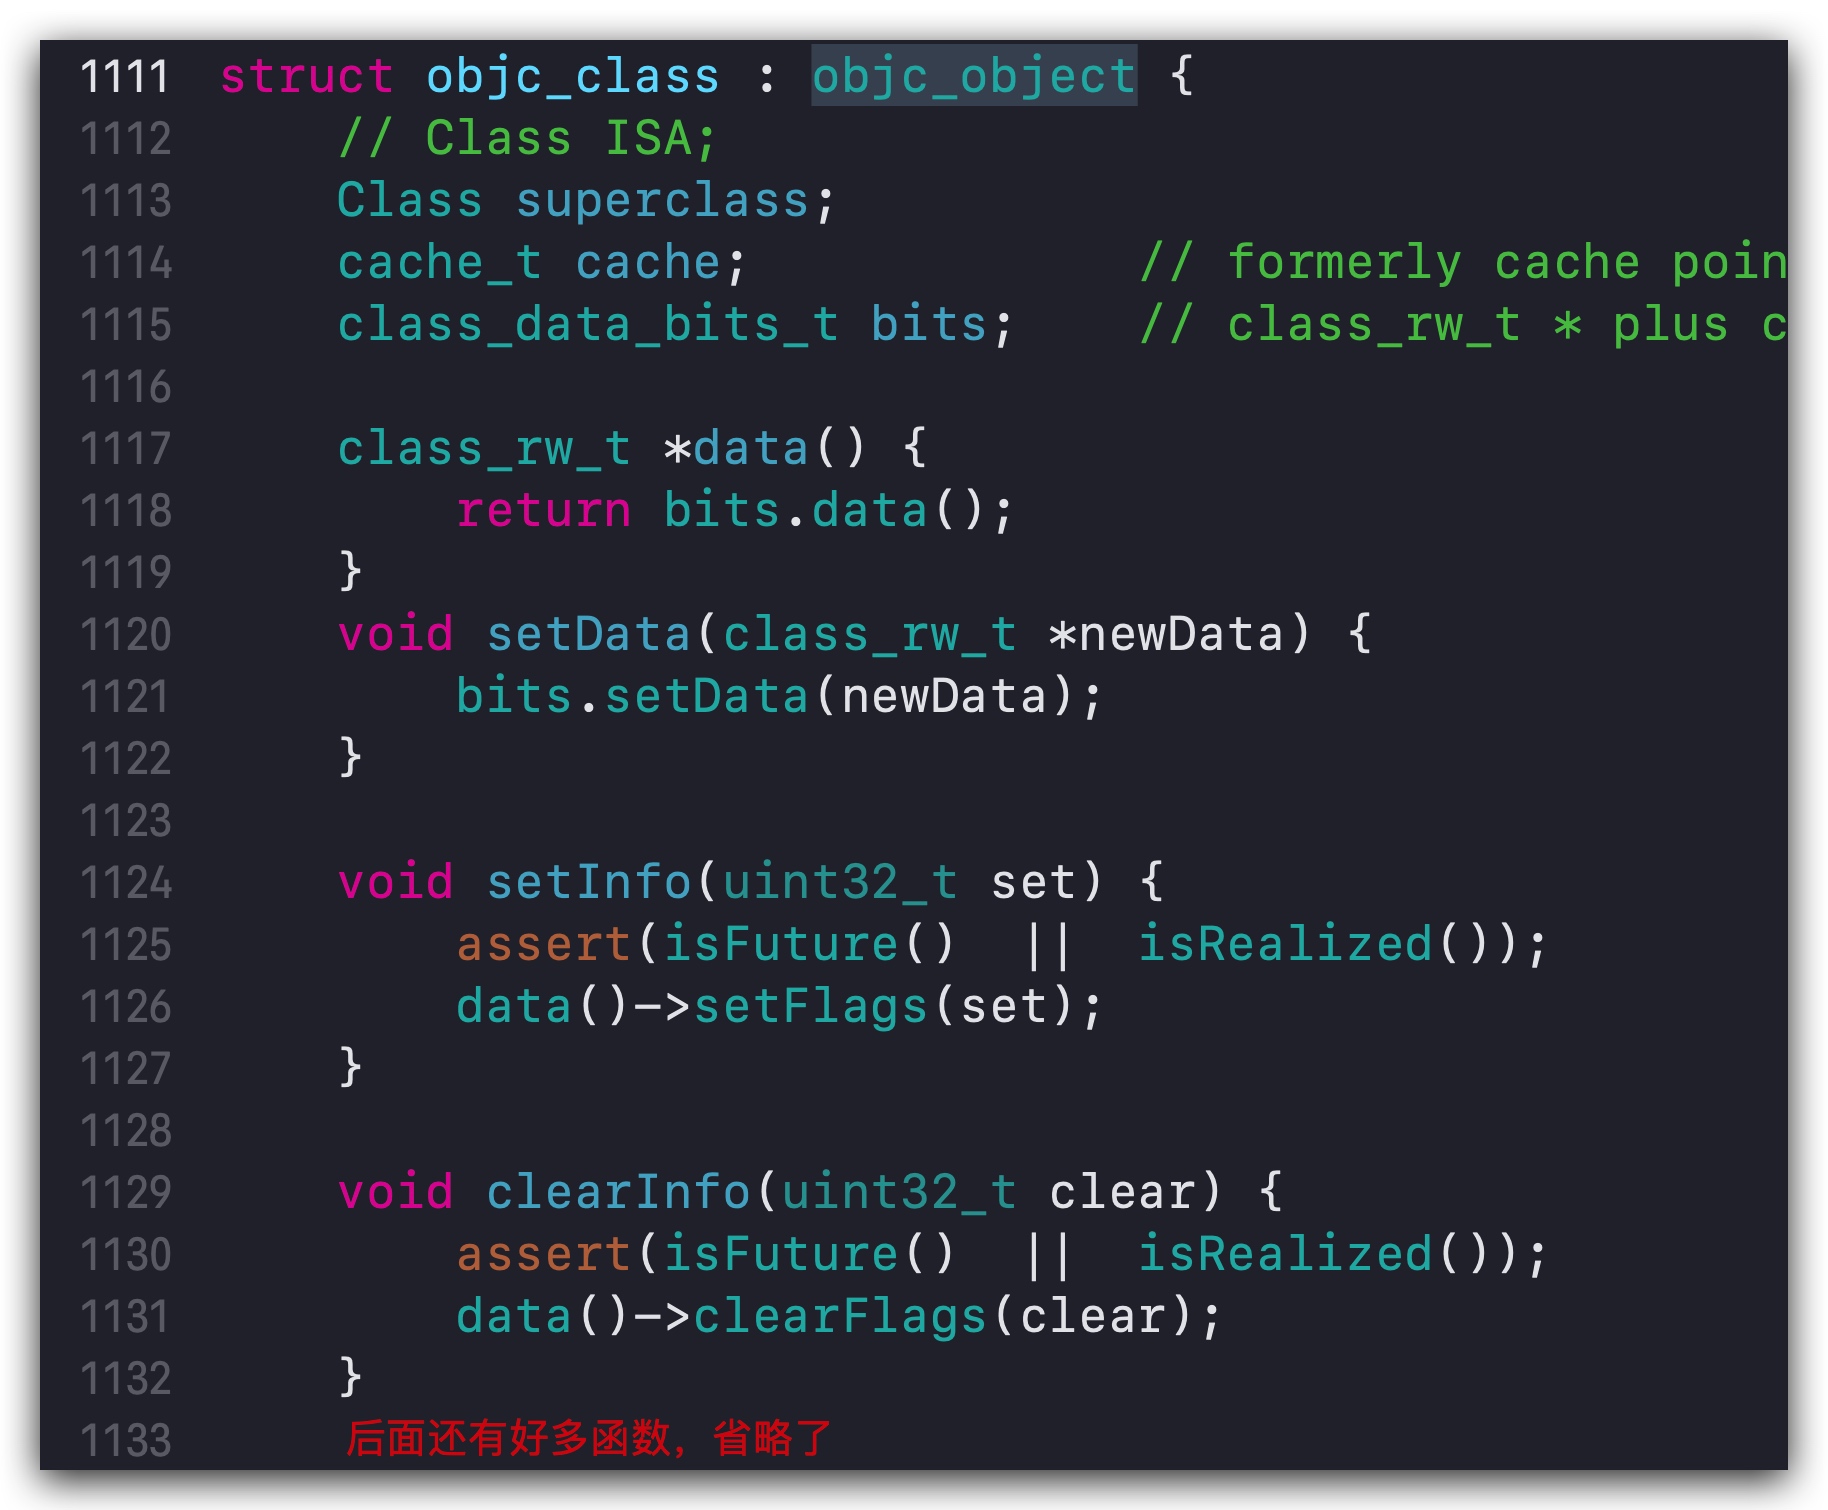 1111 struct objc_class : objc_object {
1112     // Class ISA;
1113     Class superclass;
1114     cache_t cache;             // formerly cache poin
1115     class_data_bits_t bits;    // class_rw_t * plus c
1116
1117     class_rw_t *data() {
1118         return bits.data();
1119     }
1120     void setData(class_rw_t *newData) {
1121         bits.setData(newData);
1122     }
1123
1124     void setInfo(uint32_t set) {
1125         assert(isFuture()  ||  isRealized());
1126         data()->setFlags(set);
1127     }
1128
1129     void clearInfo(uint32_t clear) {
1130         assert(isFuture()  ||  isRealized());
1131         data()->clearFlags(clear);
1132     }
1133     后面还有好多函数，省略了